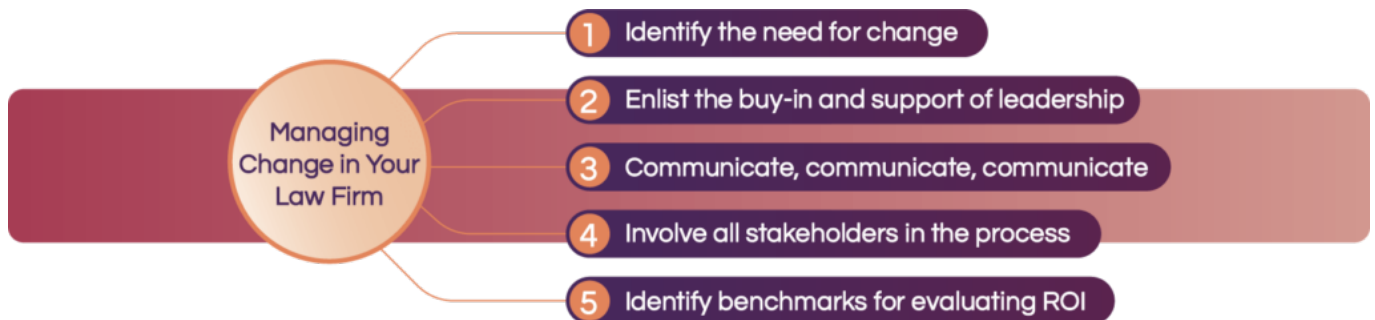 Managing
Change in Your
Law Firm
1 Identify the need for change
2 Enlist the buy-in and support of leadership
3 Communicate, communicate, communicate
4 Involve all stakeholders in the process
5 Identify benchmarks for evaluating ROI